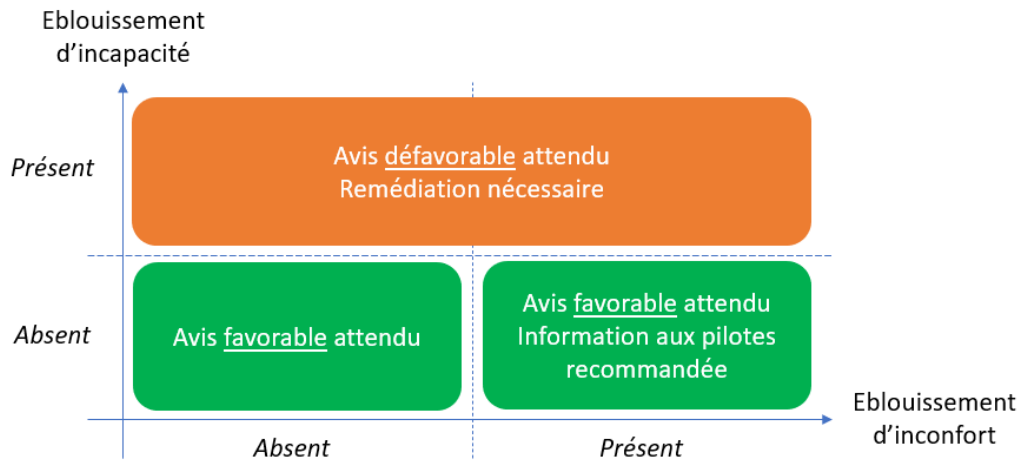 Eblouissement
d’incapacité
Présent
Avis défavorable attendu
Remédiation nécessaire
Absent
Avis favorable attendu
Avis favorable attendu
Information aux pilotes
recommandée
Eblouissement
d’inconfort
Absent
Présent